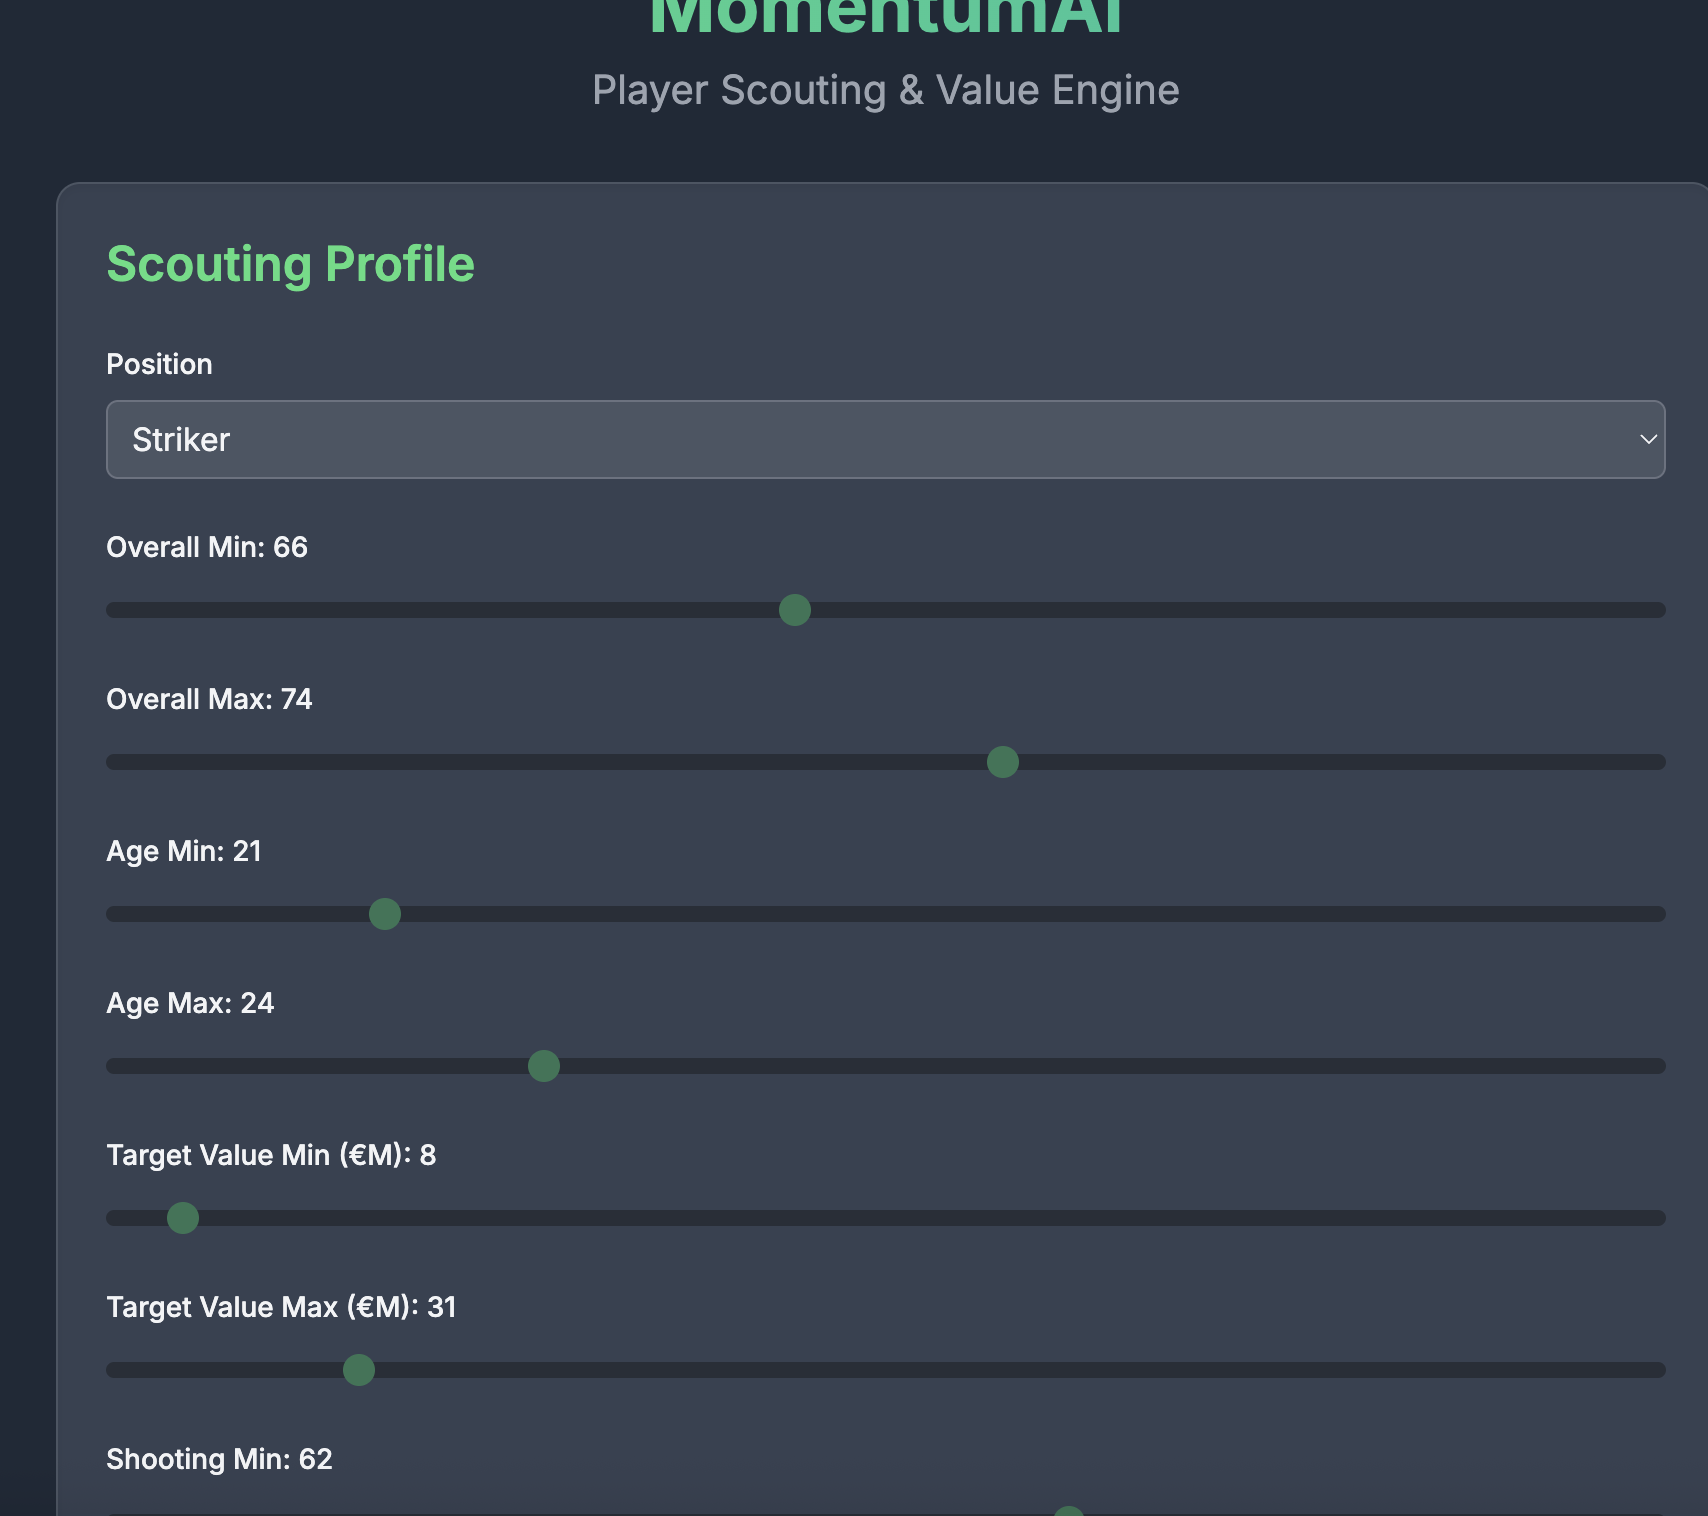 MomentumAI
Player Scouting & Value Engine
Scouting Profile
Position
Striker
Overall Min: 66
Overall Max: 74
Age Min: 21
Age Max: 24
Target Value Min (€M): 8
Target Value Max (€M): 31
Shooting Min: 62